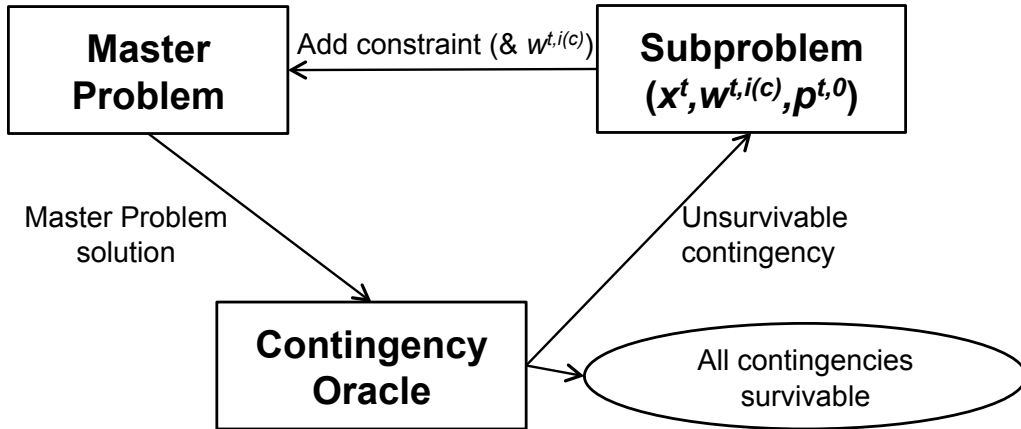 Master
Problem
Add constraint (& w^{t,i(c)})
Subproblem
(x^t,w^{t,i(c)},p^{t,0})
Master Problem
solution
Unsurvivable
contingency
Contingency
Oracle
All contingencies
survivable